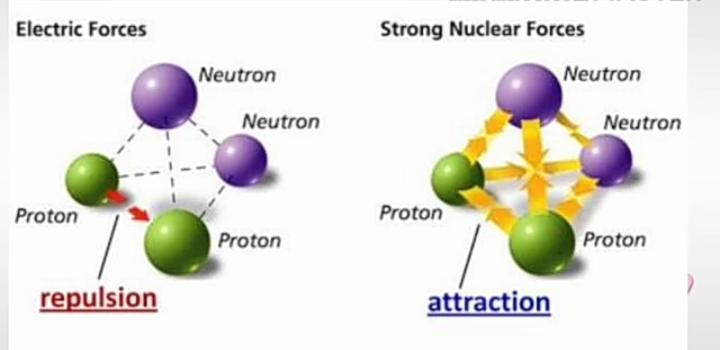 Electric Forces
Neutron
Neutron
Proton
Proton
repulsion
Strong Nuclear Forces
Neutron
Neutron
Proton
Proton
attraction